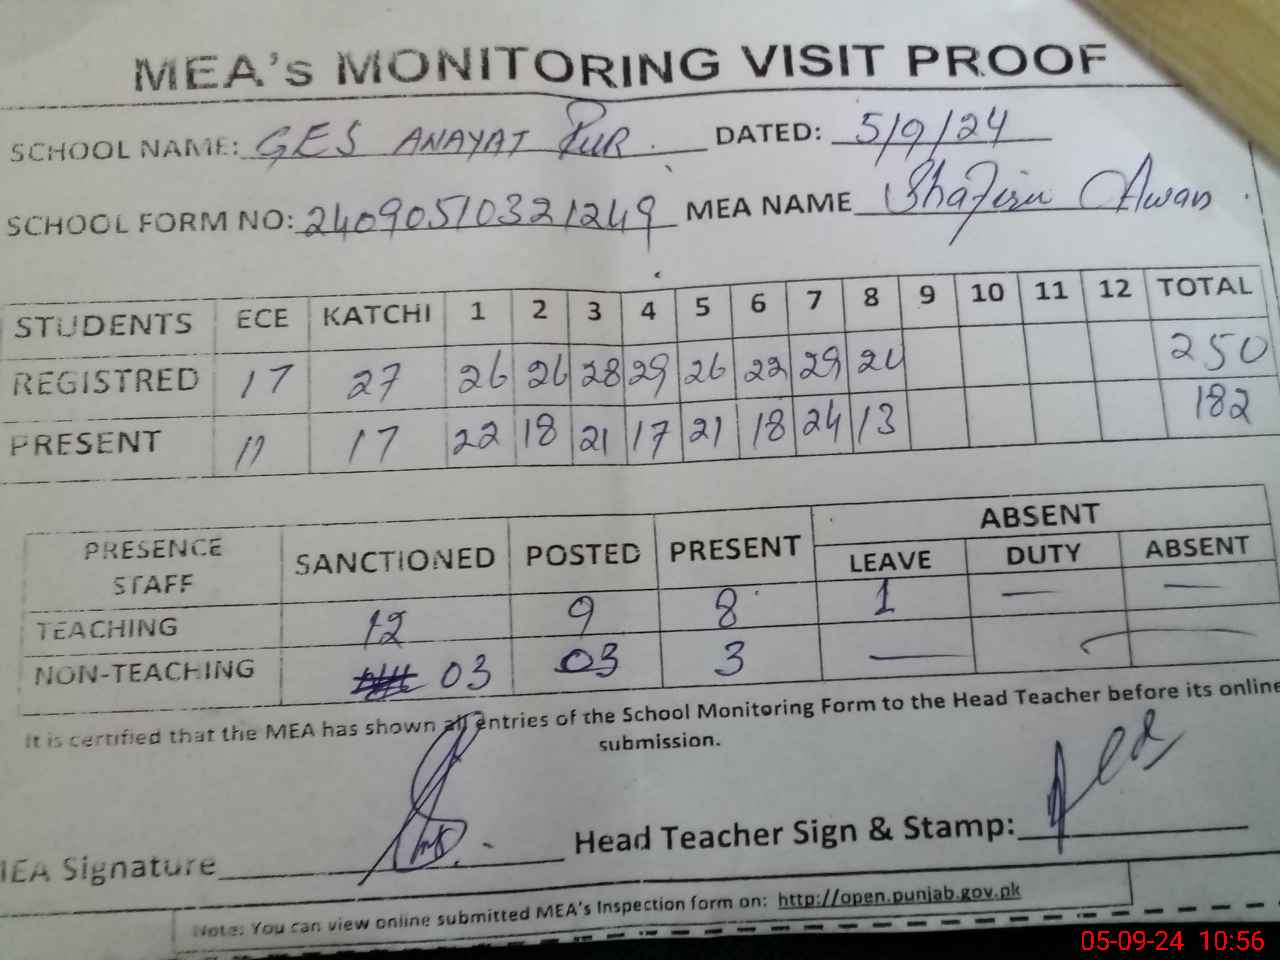 MEA's MONITORING VISIT PROOF
SCHOOL NAME: GES ANAYAT PUR. DATED: 5/9/24
SCHOOL FORM NO: 24090510321249 MEA NAME Awan
STUDENTS ECE KATCHI 1 2 3 4 5 6 7 8 9 10 11 12 TOTAL
REGISTRED 17 27 26 26 28 29 26 22 29 20 250
PRESENT 11 17 22 18 21 17 21 18 24 13 182
ABSENT
PRESENCE STAFF SANCTIONED POSTED PRESENT LEAVE DUTY ABSENT
TEACHING 12 9 8 1 — —
NON-TEACHING 03 03 3 — —
It is certified that the MEA has shown all entries of the School Monitoring Form to the Head Teacher before its online
submission.
MEA Signature Head Teacher Sign & Stamp:
Note: You can view online submitted MEA's Inspection form on: http://open.punjab.gov.pk
05-09-24 10:56